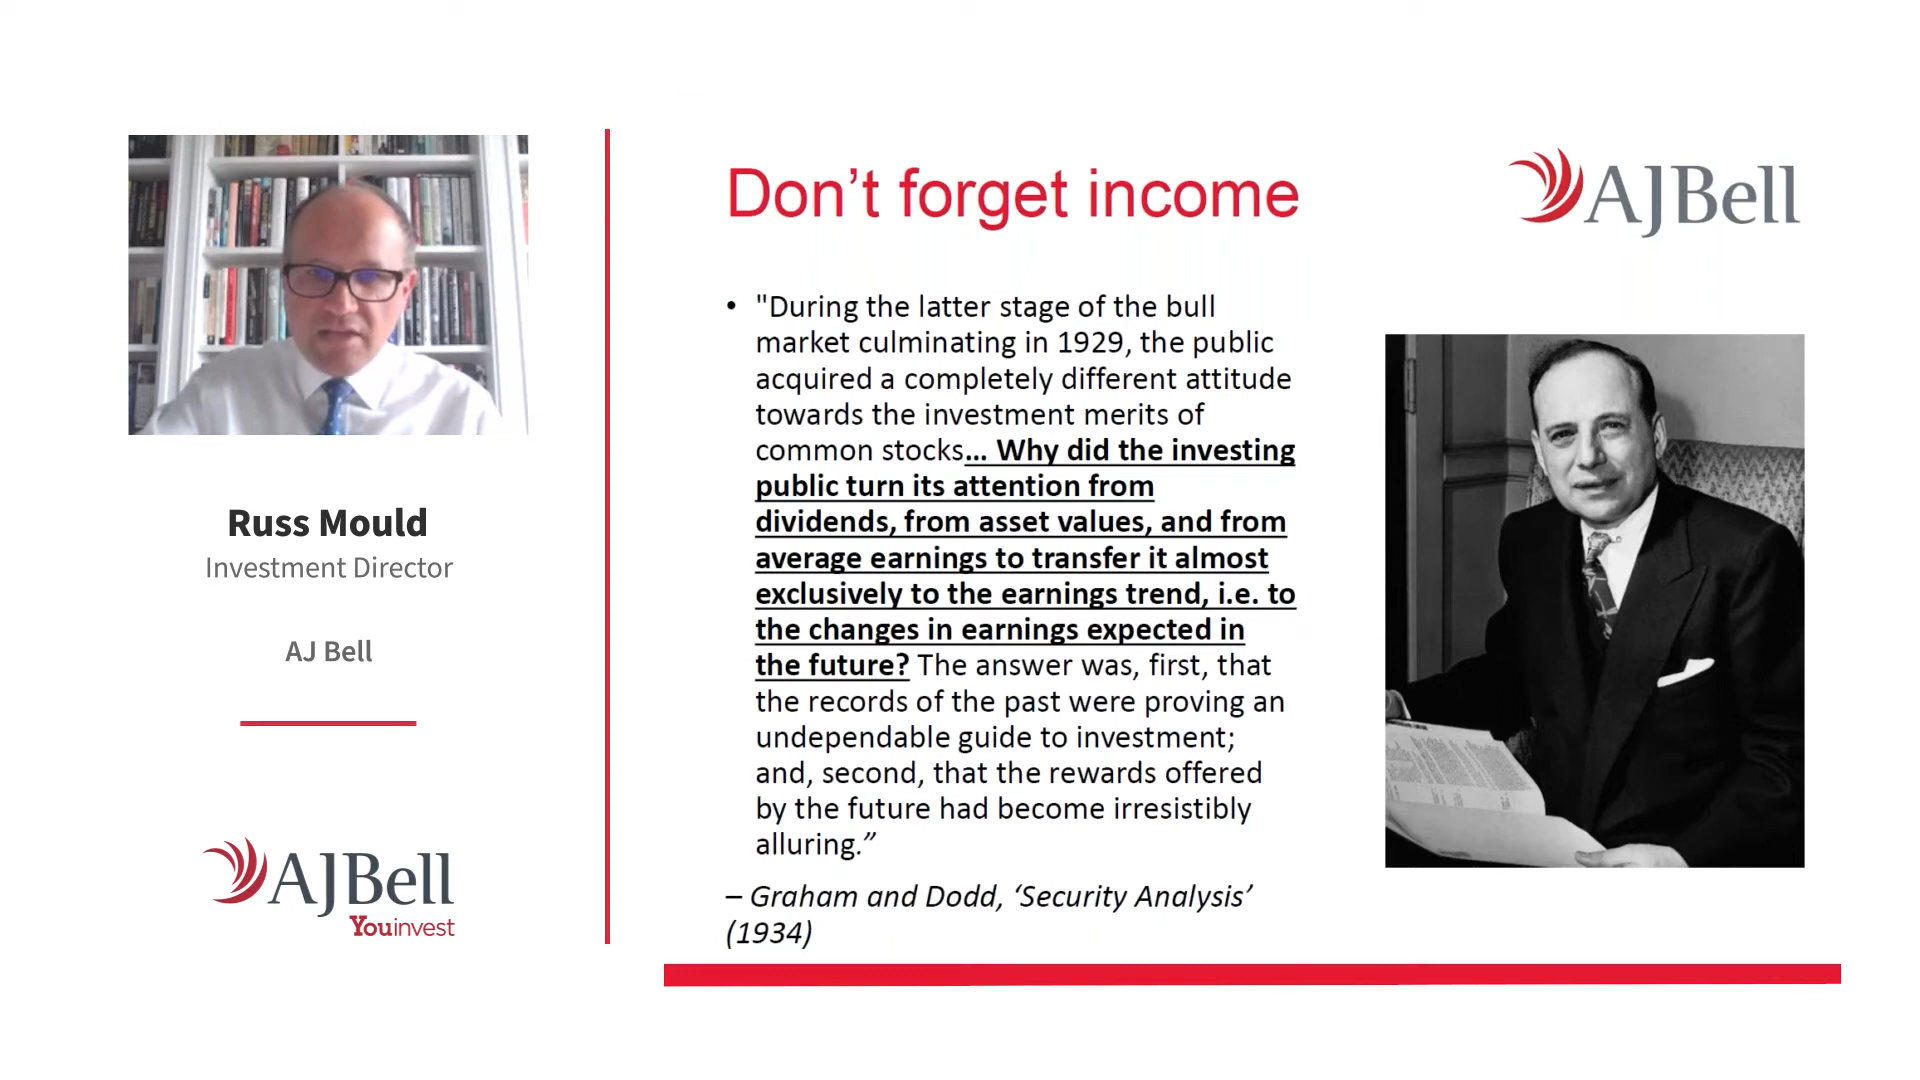 Russ Mould
Investment Director
AJ Bell
AJBell
Youinvest
Don’t forget income
AJBell
• "During the latter stage of the bull
market culminating in 1929, the public
acquired a completely different attitude
towards the investment merits of
common stocks... Why did the investing
public turn its attention from
dividends, from asset values, and from
average earnings to transfer it almost
exclusively to the earnings trend, i.e. to
the changes in earnings expected in
the future? The answer was, first, that
the records of the past were proving an
undependable guide to investment;
and, second, that the rewards offered
by the future had become irresistibly
alluring.”
– Graham and Dodd, ‘Security Analysis’
(1934)